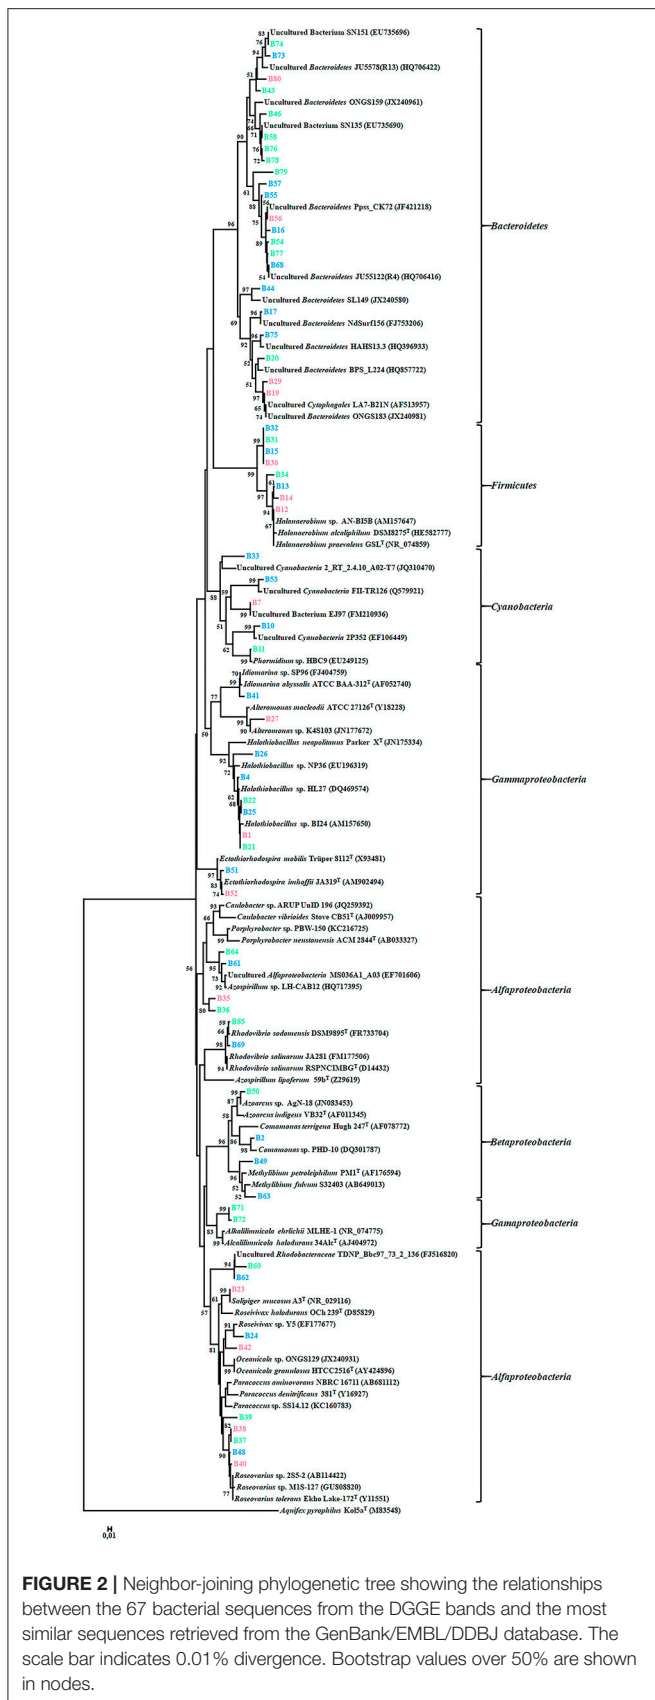 Uncultured Bacterium SN151 (EU735696)
B74
B73
Uncultured Bacteroidetes JU5578(R13) (HQ706422)
B80
B43
Uncultured Bacteroidetes ONGS159 (JX240961)
B46
Uncultured Bacterium SN135 (EU735690)
B58
B76
B78
B79
B57
B55
Uncultured Bacteroidetes Ppss_CK72 (JF421218)
B56
B16
B54
B77
B68
Uncultured Bacteroidetes JU55122(R4) (HQ706416)
B44
Uncultured Bacteroidetes SL149 (JX240580)
B17
Uncultured Bacteroidetes NdSurf156 (FJ753206)
B75
Uncultured Bacteroidetes HAHS13.3 (HQ396933)
B20
Uncultured Bacteroidetes BPS_L224 (HQ857722)
B29
B19
Uncultured Cytophagales LA7-B21N (AF513957)
Uncultured Bacteroidetes ONGS183 (JX240981)
Bacteroidetes
B32
B31
B15
B30
B34
B13
B14
B12
Halanaerobium sp. AN-BI5B (AM157647)
Halanaerobium alcaliphilum DSM8275T (HE582777)
Halanaerobium praevalens GSLT (NR_074859)
Firmicutes
B33
Uncultured Cyanobacteria 2_RT_2.4.10_A02-T7 (JQ310470)
B53
Uncultured Cyanobacteria FII-TR126 (Q579921)
B7
Uncultured Bacterium EJ97 (FM210936)
B10
Uncultured Cyanobacteria 2P352 (EF106449)
B11
Phormidium sp. HBC9 (EU249125)
Cyanobacteria
Idiomarina sp. SP96 (FJ404759)
Idiomarina abyssalis ATCC BAA-312T (AF052740)
B41
Alteromonas macleodii ATCC 27126T (Y18228)
B27
Alteromonas sp. K4S103 (JN177672)
Halothiobacillus neapolitanus Parker XT (JN175334)
B26
Halothiobacillus sp. NP36 (EU196319)
B4
Halothiobacillus sp. HL27 (DQ469574)
B22
B25
Halothiobacillus sp. BI24 (AM157650)
B1
B21
Ectothiorhodospira mobilis Trüper 8112T (X93481)
B51
Ectothiorhodospira imhoffii JA319T (AM902494)
B52
Gammaproteobacteria
Caulobacter sp. ARUP UnID 196 (JQ259392)
Caulobacter vibrioides Stove CB51T (AJ009957)
Porphyrobacter sp. PBW-150 (KC216725)
Porphyrobacter neustonensis ACM 2844T (AB033327)
B64
B61
Uncultured Alfaproteobacteria MS036A1_A03 (EF701606)
Azospirillum sp. LH-CAB12 (HQ717395)
B35
B36
B85
Rhodovibrio sodomensis DSM9895T (FR733704)
B69
Rhodovibrio salinarum JA281 (FM177506)
Rhodovibrio salinarum RSPNCIMBGT (D14432)
Azospirillum lipoferum 59bT (Z29619)
Alfaproteobacteria
B50
Azoarcus sp. AgN-18 (JN083453)
Azoarcus indigens VB32T (AF011345)
Comamonas terrigena Hugh 247T (AF078772)
B2
Comamonas sp. PHD-10 (DQ301787)
B49
Methylibium petroleiphilum PM1T (AF176594)
Methylibium fulvum S32403 (AB649013)
B63
Betaproteobacteria
B71
B72
Alkalilimnicola ehrlichii MLHE-1 (NR_074775)
Alcalilimnicola halodurans 34AlcT (AJ404972)
Gamaproteobacteria
Uncultured Rhodobacteraceae TDNP_Bbc97_73_2_136 (FJ516820)
B60
B62
B23
Salipiger mucosus A3T (NR_029116)
Roseivivax halodurans OCh 239T (D85829)
Roseivivax sp. Y5 (EF177677)
B24
B42
Oceanicola sp. ONGS129 (JX240931)
Oceanicola granulosus HTCC2516T (AY424896)
Paracoccus aminovorans NBRC 16711 (AB681112)
Paracoccus denitrificans 381T (Y16927)
Paracoccus sp. SS14.12 (KC160783)
B39
B38
B37
B48
B40
Roseovarius sp. 2S5-2 (AB114422)
Roseovarius sp. M1S-127 (GU808820)
Roseovarius tolerans Ekho Lake-172T (Y11551)
Alfaproteobacteria
Aquifex pyrophilus Kol5aT (M83548)
0,01
FIGURE 2 | Neighbor-joining phylogenetic tree showing the relationships
between the 67 bacterial sequences from the DGGE bands and the most
similar sequences retrieved from the GenBank/EMBL/DDBJ database. The
scale bar indicates 0.01% divergence. Bootstrap values over 50% are shown
in nodes.